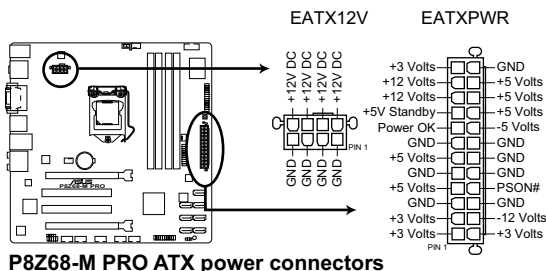 EATX12V
EATXPWR
+12V DC
+12V DC
+12V DC
+12V DC
GND
GND
GND
GND
PIN 1
+3 Volts GND
+12 Volts +5 Volts
+12 Volts +5 Volts
+5V Standby +5 Volts
Power OK -5 Volts
GND GND
+5 Volts GND
GND GND
+5 Volts PSON#
GND GND
+3 Volts -12 Volts
+3 Volts +3 Volts
PIN 1
ASUS
P8Z68-M PRO
P8Z68-M PRO ATX power connectors